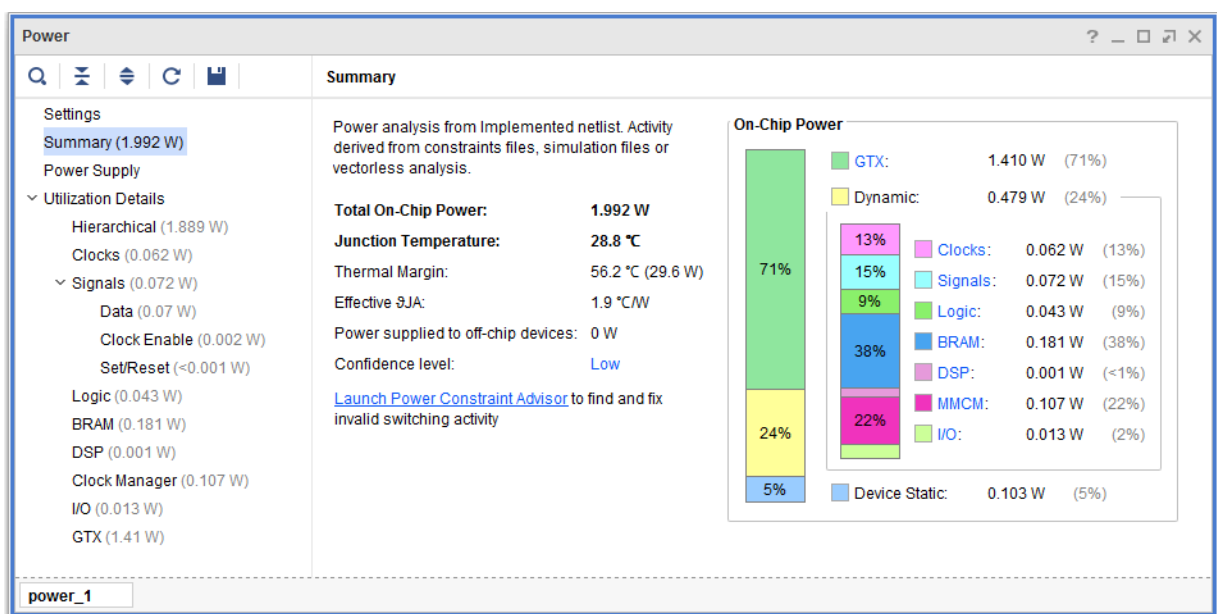 Power
Summary
Settings
Summary (1.992 W)
Power Supply
Utilization Details
Hierarchical (1.889 W)
Clocks (0.062 W)
Signals (0.072 W)
Data (0.07 W)
Clock Enable (0.002 W)
Set/Reset (<0.001 W)
Logic (0.043 W)
BRAM (0.181 W)
DSP (0.001 W)
Clock Manager (0.107 W)
I/O (0.013 W)
GTX (1.41 W)
Power analysis from Implemented netlist. Activity
derived from constraints files, simulation files or
vectorless analysis.
Total On-Chip Power: 1.992 W
Junction Temperature: 28.8 °C
Thermal Margin: 56.2 °C (29.6 W)
Effective ϑJA: 1.9 °C/W
Power supplied to off-chip devices: 0 W
Confidence level: Low
Launch Power Constraint Advisor to find and fix
invalid switching activity
On-Chip Power
71%
24%
5%
GTX: 1.410 W (71%)
Dynamic: 0.479 W (24%)
13%
15%
9%
38%
22%
Clocks: 0.062 W (13%)
Signals: 0.072 W (15%)
Logic: 0.043 W (9%)
BRAM: 0.181 W (38%)
DSP: 0.001 W (<1%)
MMCM: 0.107 W (22%)
I/O: 0.013 W (2%)
Device Static: 0.103 W (5%)
power_1